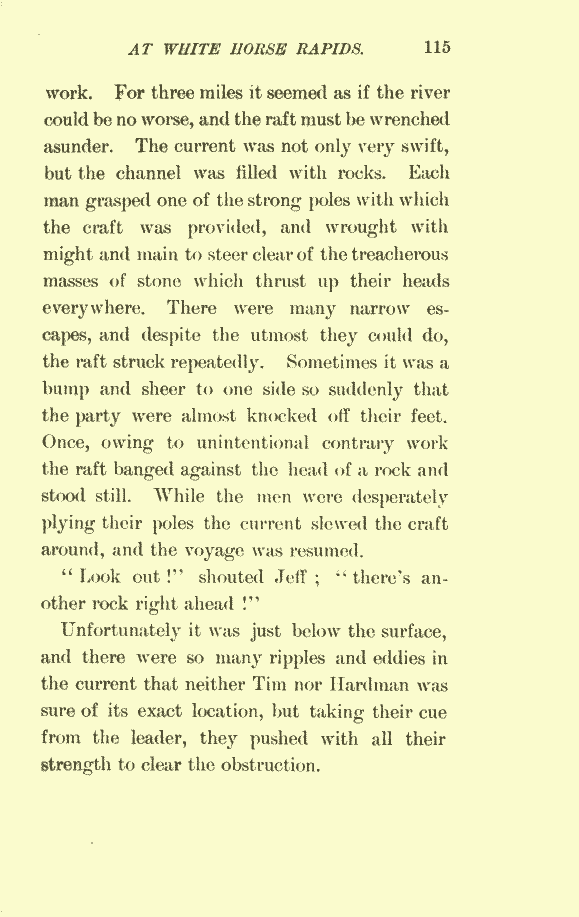 AT WHITE HORSE RAPIDS. 115
work. For three miles it seemed as if the river
could be no worse, and the raft must be wrenched
asunder. The current was not only very swift,
but the channel was filled with rocks. Each
man grasped one of the strong poles with which
the craft was provided, and wrought with
might and main to steer clear of the treacherous
masses of stone which thrust up their heads
everywhere. There were many narrow es-
capes, and despite the utmost they could do,
the raft struck repeatedly. Sometimes it was a
bump and sheer to one side so suddenly that
the party were almost knocked off their feet.
Once, owing to unintentional contrary work
the raft banged against the head of a rock and
stood still. While the men were desperately
plying their poles the current slewed the craft
around, and the voyage was resumed.
“ Look out !” shouted Jeff ; “ there's an-
other rock right ahead !”
Unfortunately it was just below the surface,
and there were so many ripples and eddies in
the current that neither Tim nor Hardman was
sure of its exact location, but taking their cue
from the leader, they pushed with all their
strength to clear the obstruction.